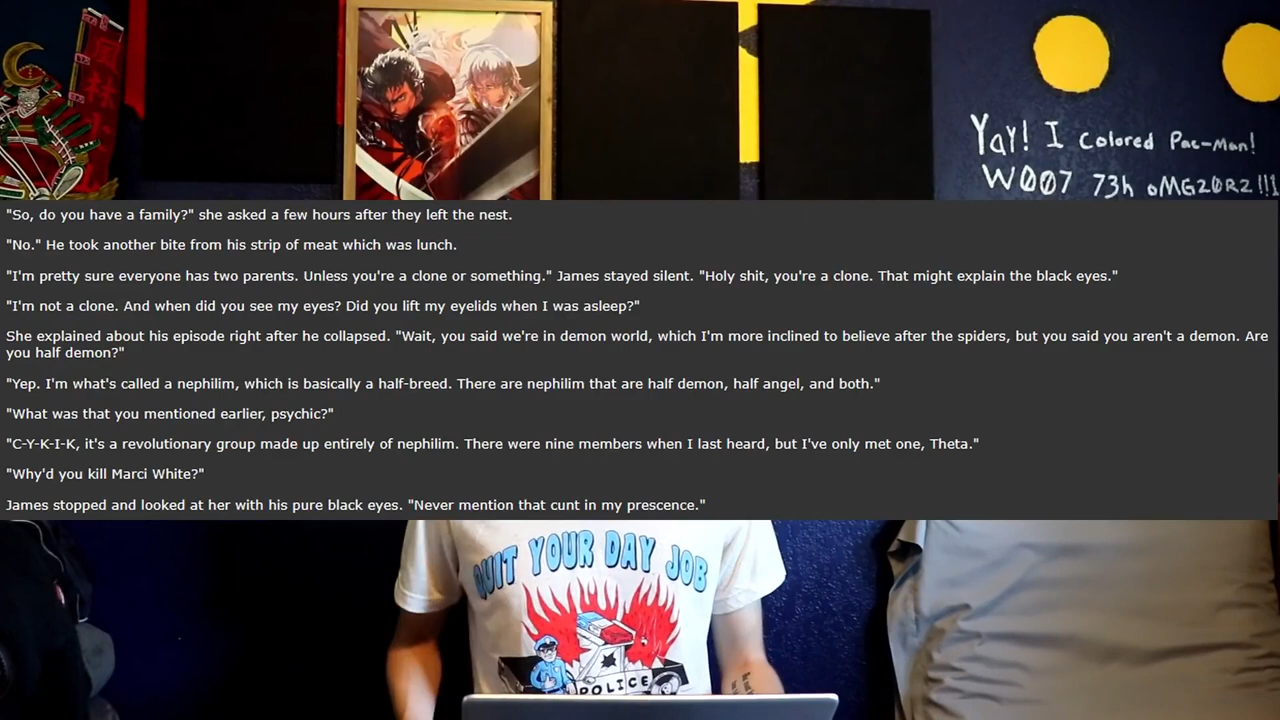 風林火
Yay! I Colored Pac-Man!
W007 73h oMG20R2 !!!1
"So, do you have a family?" she asked a few hours after they left the nest.
"No." He took another bite from his strip of meat which was lunch.
"I'm pretty sure everyone has two parents. Unless you're a clone or something." James stayed silent. "Holy shit, you're a clone. That might explain the black eyes."
"I'm not a clone. And when did you see my eyes? Did you lift my eyelids when I was asleep?"
She explained about his episode right after he collapsed. "Wait, you said we're in demon world, which I'm more inclined to believe after the spiders, but you said you aren't a demon. Are
you half demon?"
"Yep. I'm what's called a nephilim, which is basically a half-breed. There are nephilim that are half demon, half angel, and both."
"What was that you mentioned earlier, psychic?"
"C-Y-K-I-K, it's a revolutionary group made up entirely of nephilim. There were nine members when I last heard, but I've only met one, Theta."
"Why'd you kill Marci White?"
James stopped and looked at her with his pure black eyes. "Never mention that cunt in my prescence."
QUIT YOUR DAY JOB
POLICE